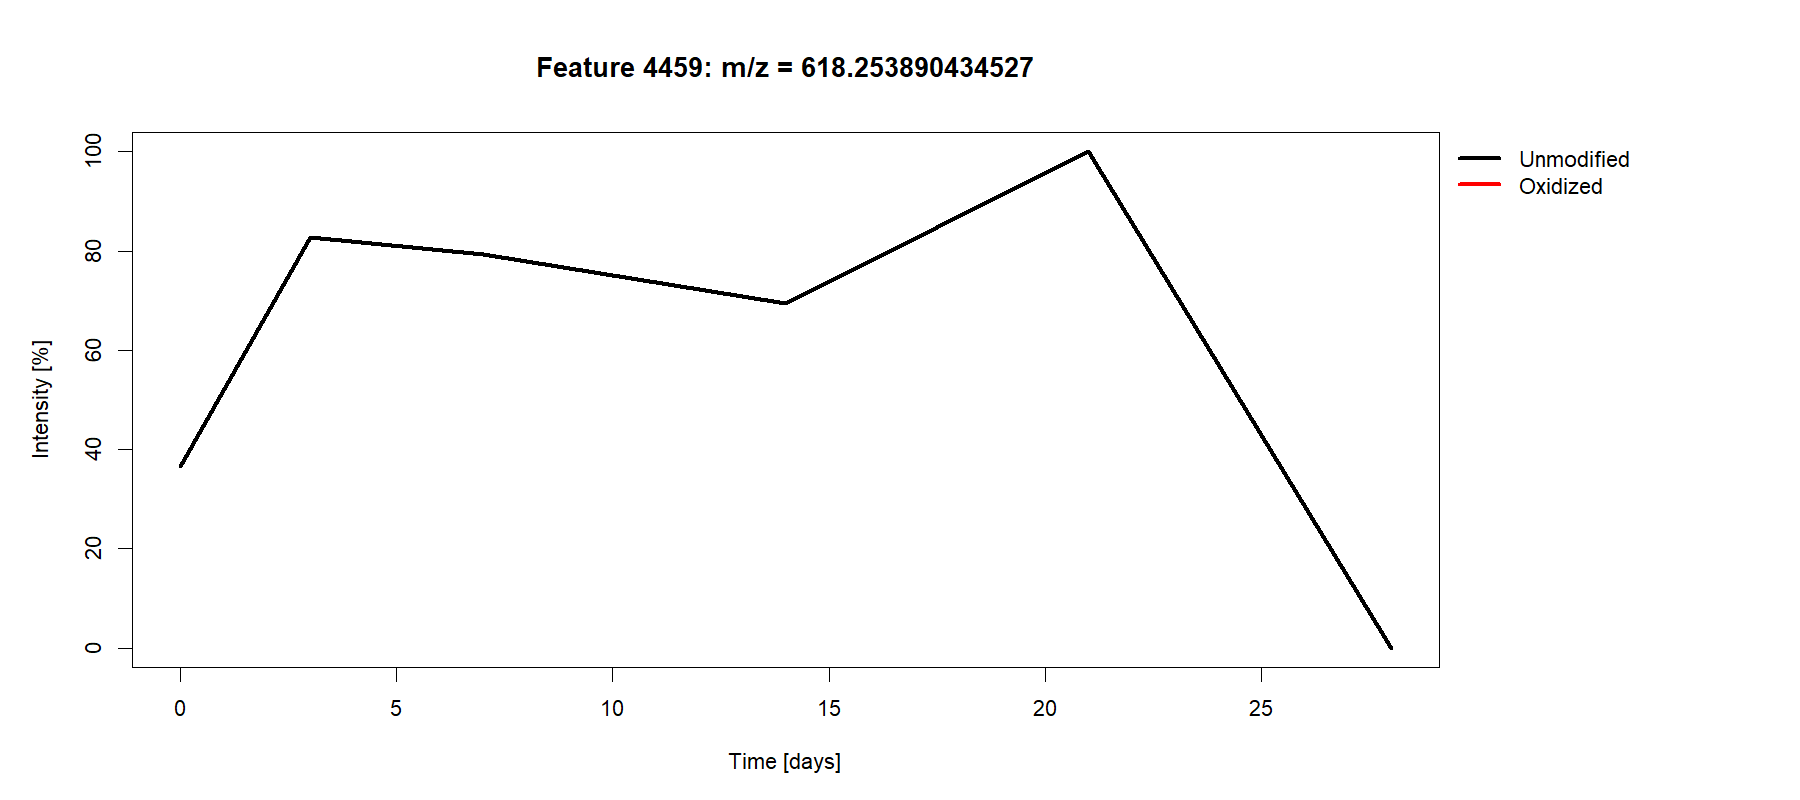 Feature 4459: m/z = 618.253890434527
Unmodified
Oxidized
Intensity [%]
100
80
60
40
20
0
0 5 10 15 20 25
Time [days]